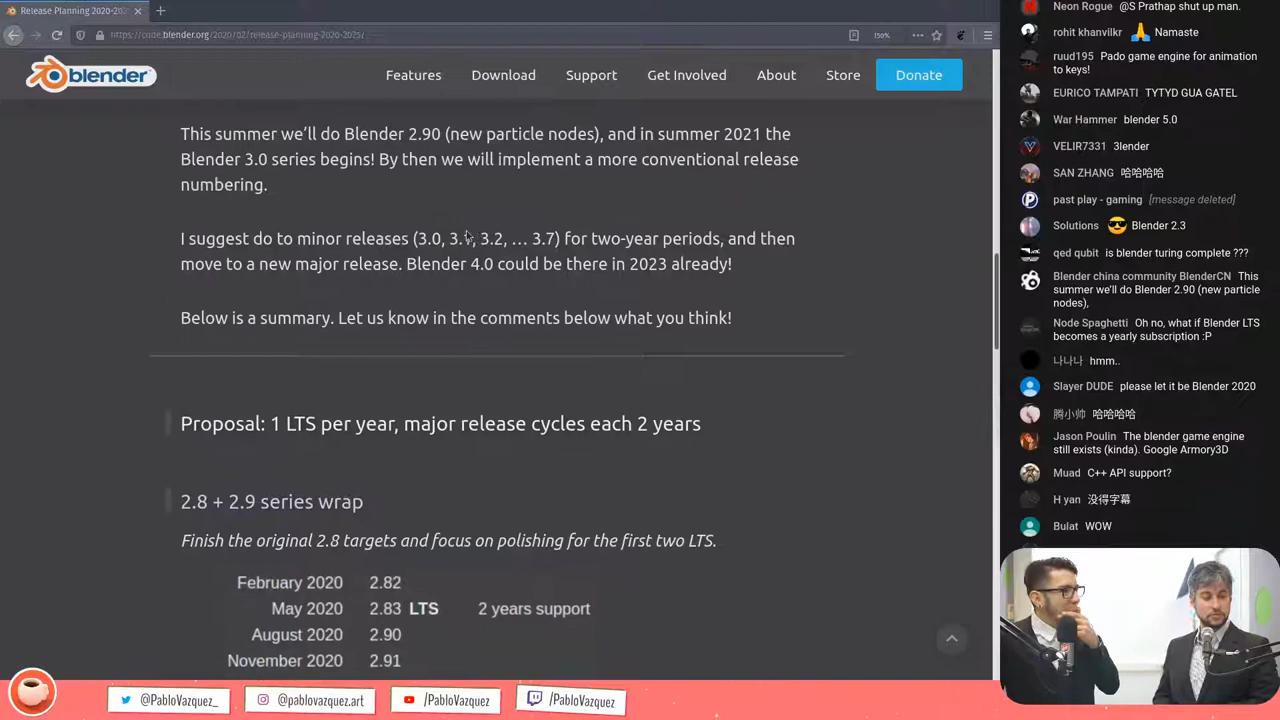 Release Planning 2020-202
https://code.blender.org/2020/02/release-planning-2020-2025/
150%
blender
Features
Download
Support
Get Involved
About
Store
Donate
This summer we'll do Blender 2.90 (new particle nodes), and in summer 2021 the
Blender 3.0 series begins! By then we will implement a more conventional release
numbering.
I suggest do to minor releases (3.0, 3.1, 3.2, … 3.7) for two-year periods, and then
move to a new major release. Blender 4.0 could be there in 2023 already!
Below is a summary. Let us know in the comments below what you think!
Proposal: 1 LTS per year, major release cycles each 2 years
2.8 + 2.9 series wrap
Finish the original 2.8 targets and focus on polishing for the first two LTS.
February 2020 2.82
May 2020 2.83 LTS 2 years support
August 2020 2.90
November 2020 2.91
Neon Rogue @S Prathap shut up man.
rohit khanvilkr 🙏 Namaste
ruud195 Pado game engine for animation
to keys!
EURICO TAMPATI TYTYD GUA GATEL
War Hammer blender 5.0
VELIR7331 3lender
SAN ZHANG 哈哈哈哈
past play - gaming [message deleted]
Solutions 😎 Blender 2.3
qed qubit is blender turing complete ???
Blender china community BlenderCN This
summer we'll do Blender 2.90 (new particle
nodes),
Node Spaghetti Oh no, what if Blender LTS
becomes a yearly subscription :P
나나나 hmm..
Slayer DUDE please let it be Blender 2020
腾小帅 哈哈哈哈
Jason Poulin The blender game engine
still exists (kinda). Google Armory3D
Muad C++ API support?
H yan 没得字幕
Bulat WOW
@PabloVazquez_
@pablovazquez.art
/PabloVazquez
/PabloVazquez